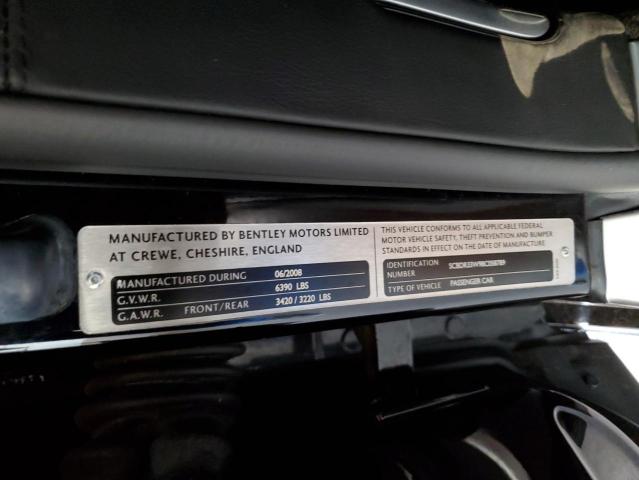 MANUFACTURED BY BENTLEY MOTORS LIMITED
AT CREWE, CHESHIRE, ENGLAND
MANUFACTURED DURING 06/2008
G.V.W.R. 6390 LBS
G.A.W.R. FRONT/REAR 3420 / 3220 LBS
THIS VEHICLE CONFORMS TO ALL APPLICABLE FEDERAL
MOTOR VEHICLE SAFETY, THEFT PREVENTION AND BUMPER
STANDARDS IN EFFECT ON THE DATE OF MANUFACTURE
IDENTIFICATION
NUMBER
TYPE OF VEHICLE PASSENGER CAR